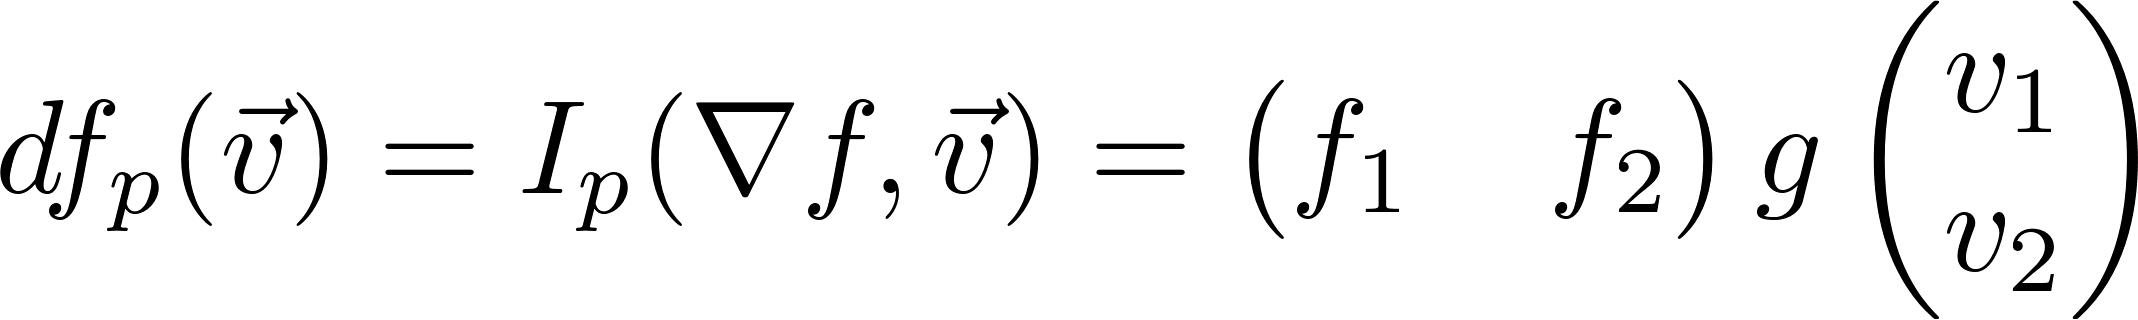 $df_p(\vec{v}) = I_p(\nabla f, \vec{v}) = \begin{pmatrix} f_1 & f_2 \end{pmatrix} g \begin{pmatrix} v_1 \\ v_2 \end{pmatrix}$